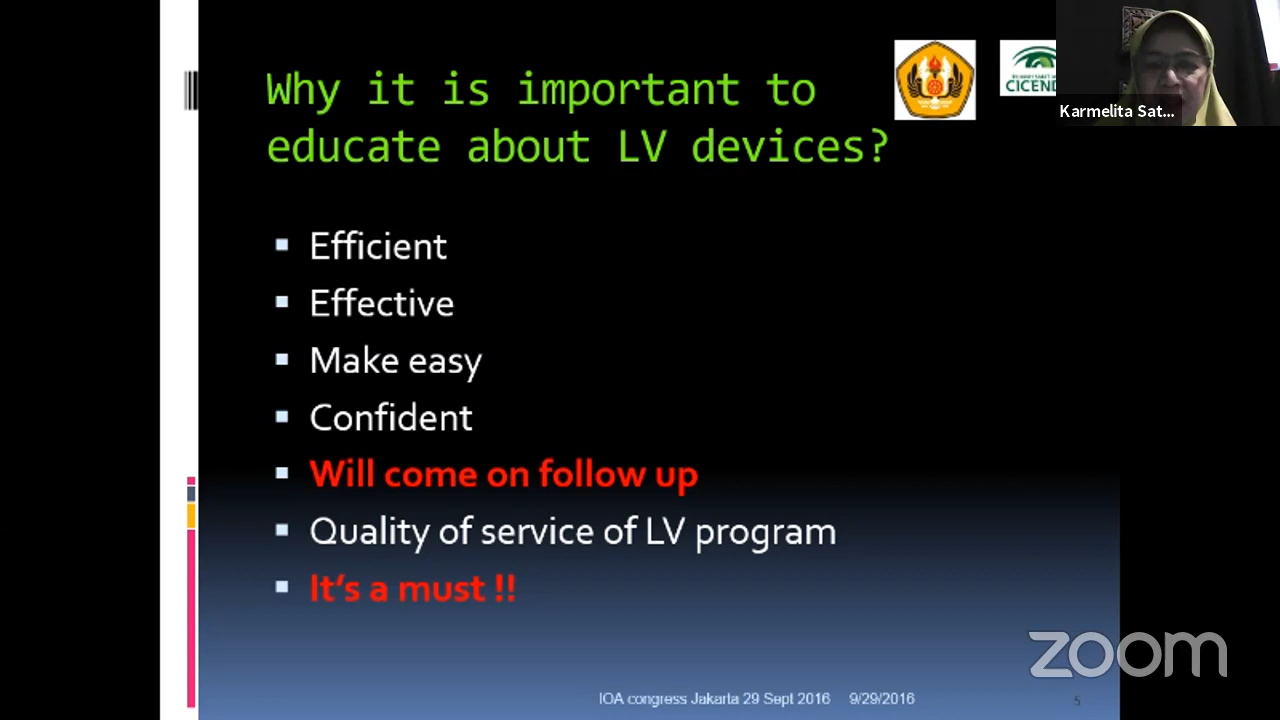 Why it is important to
educate about LV devices?
CICEND
Karmelita Sat...
Efficient
Effective
Make easy
Confident
Will come on follow up
Quality of service of LV program
It's a must !!
zoom
IOA congress Jakarta 29 Sept 2016 9/29/2016
5